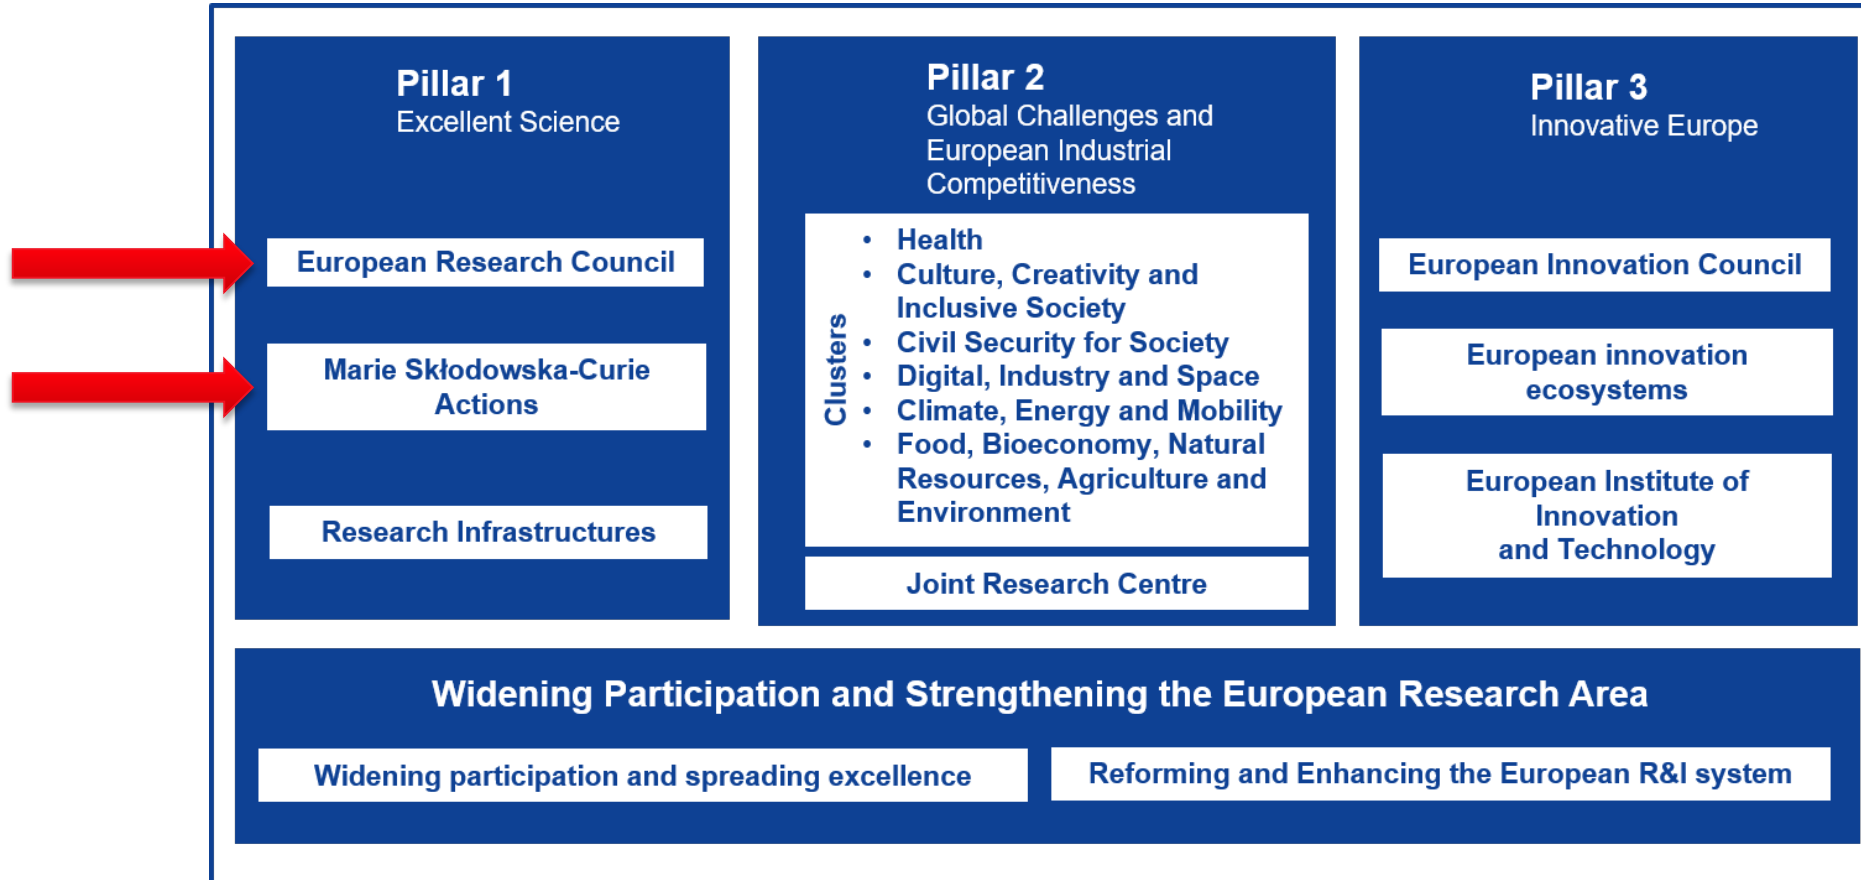 Pillar 1
Excellent Science
European Research Council
Marie Skłodowska-Curie
Actions
Research Infrastructures
Pillar 2
Global Challenges and
European Industrial
Competitiveness
Clusters
• Health
• Culture, Creativity and
Inclusive Society
• Civil Security for Society
• Digital, Industry and Space
• Climate, Energy and Mobility
• Food, Bioeconomy, Natural
Resources, Agriculture and
Environment
Joint Research Centre
Pillar 3
Innovative Europe
European Innovation Council
European innovation
ecosystems
European Institute of
Innovation
and Technology
Widening Participation and Strengthening the European Research Area
Widening participation and spreading excellence
Reforming and Enhancing the European R&I system